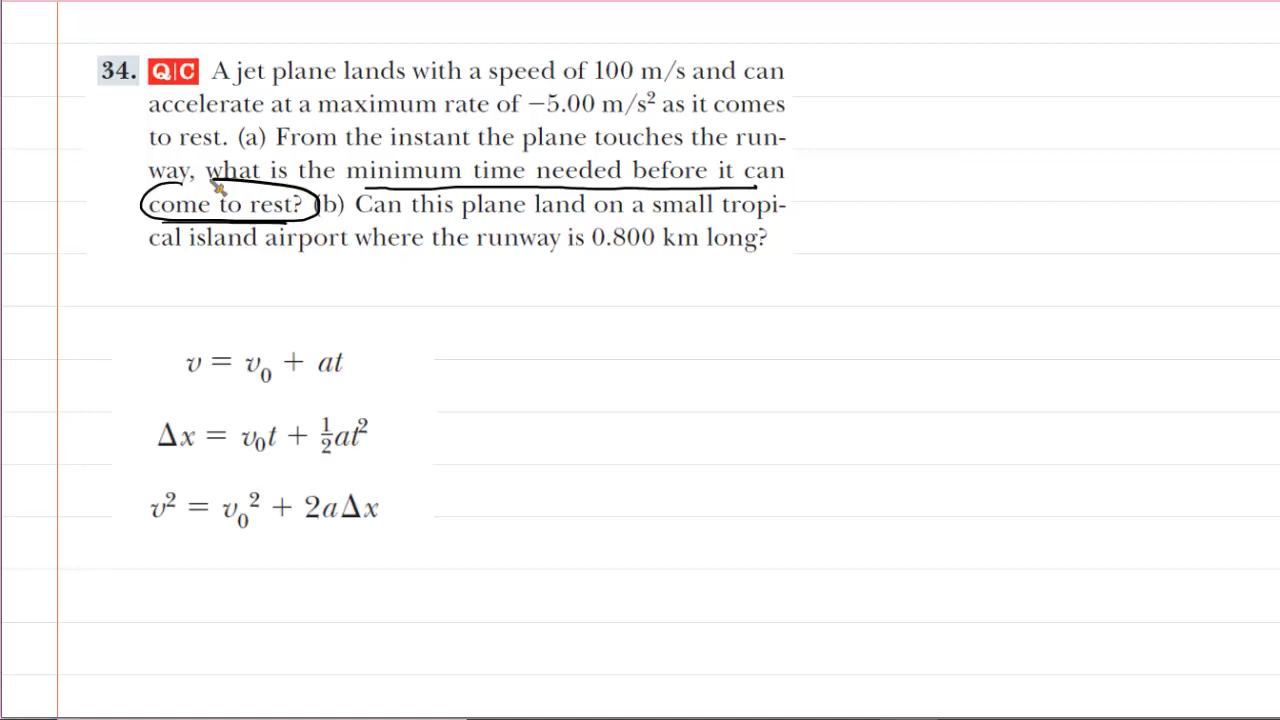 34. Q|C A jet plane lands with a speed of 100 m/s and can
accelerate at a maximum rate of −5.00 m/s² as it comes
to rest. (a) From the instant the plane touches the run-
way, what is the minimum time needed before it can
come to rest? (b) Can this plane land on a small tropi-
cal island airport where the runway is 0.800 km long?
v = v₀ + at
Δx = v₀t + ½at²
v² = v₀² + 2aΔx